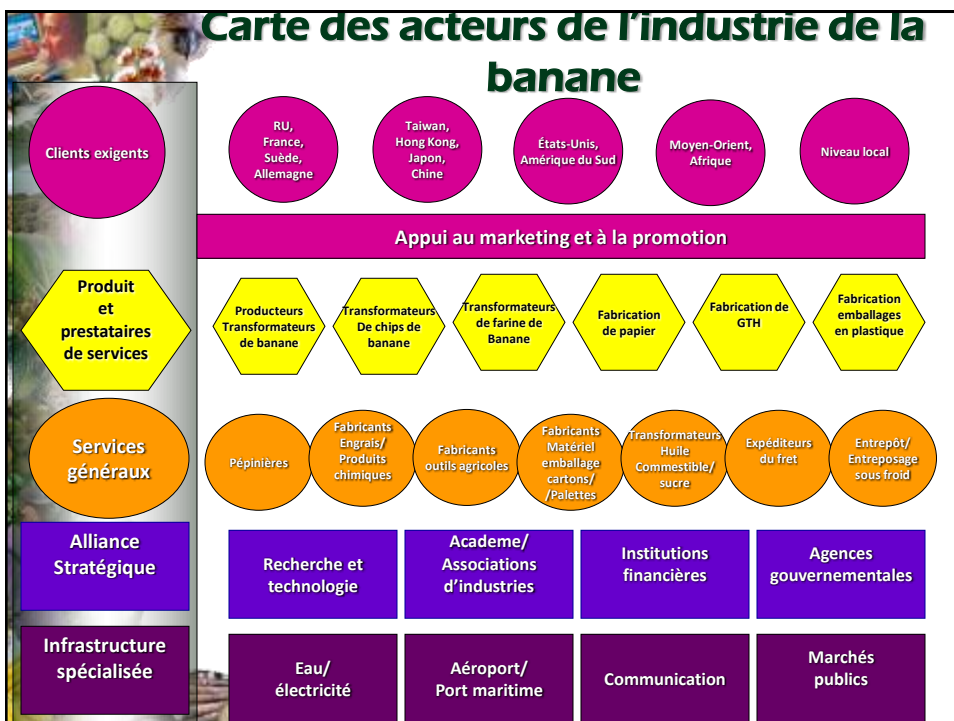 Carte des acteurs de l'industrie de la
banane
Clients exigents
RU,
France,
Suède,
Allemagne
Taiwan,
Hong Kong,
Japon,
Chine
États-Unis,
Amérique du Sud
Moyen-Orient,
Afrique
Niveau local
Appui au marketing et à la promotion
Produit
et
prestataires
de services
Producteurs
Transformateurs
de banane
Transformateurs
De chips de
banane
Transformateurs
de farine de
Banane
Fabrication
de papier
Fabrication de
GTH
Fabrication
emballages
en plastique
Services
généraux
Pépinières
Fabricants
Engrais/
Produits
chimiques
Fabricants
outils agricoles
Fabricants
Matériel
emballage
cartons/
/Palettes
Transformateurs
Huile
Commestible/
sucre
Expéditeurs
du fret
Entrepôt/
Entreposage
sous froid
Alliance
Stratégique
Recherche et
technologie
Academe/
Associations
d'industries
Institutions
financières
Agences
gouvernementales
Infrastructure
spécialisée
Eau/
électricité
Aéroport/
Port maritime
Communication
Marchés
publics